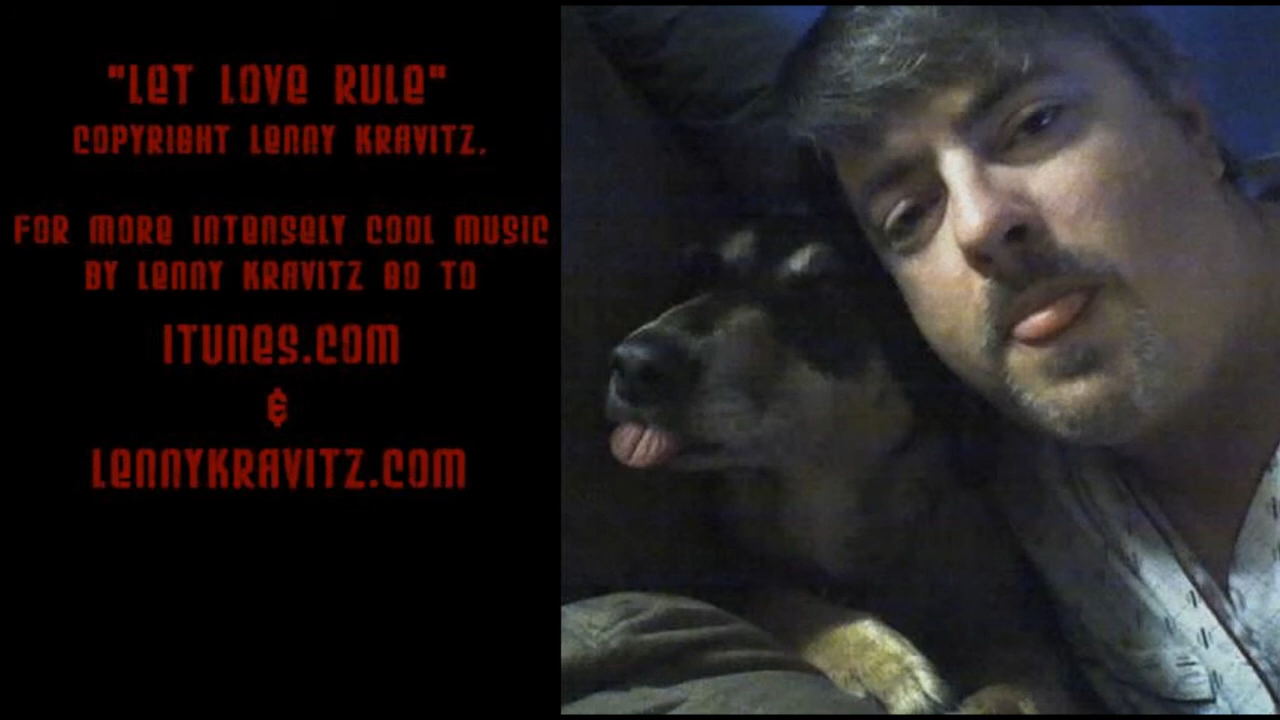 "LET LOVE RULE"
COPYRIGHT LENNY KRAVITZ.
FOR MORE INTENSELY COOL MUSIC
BY LENNY KRAVITZ GO TO
ITUNES.COM
&
LENNYKRAVITZ.COM